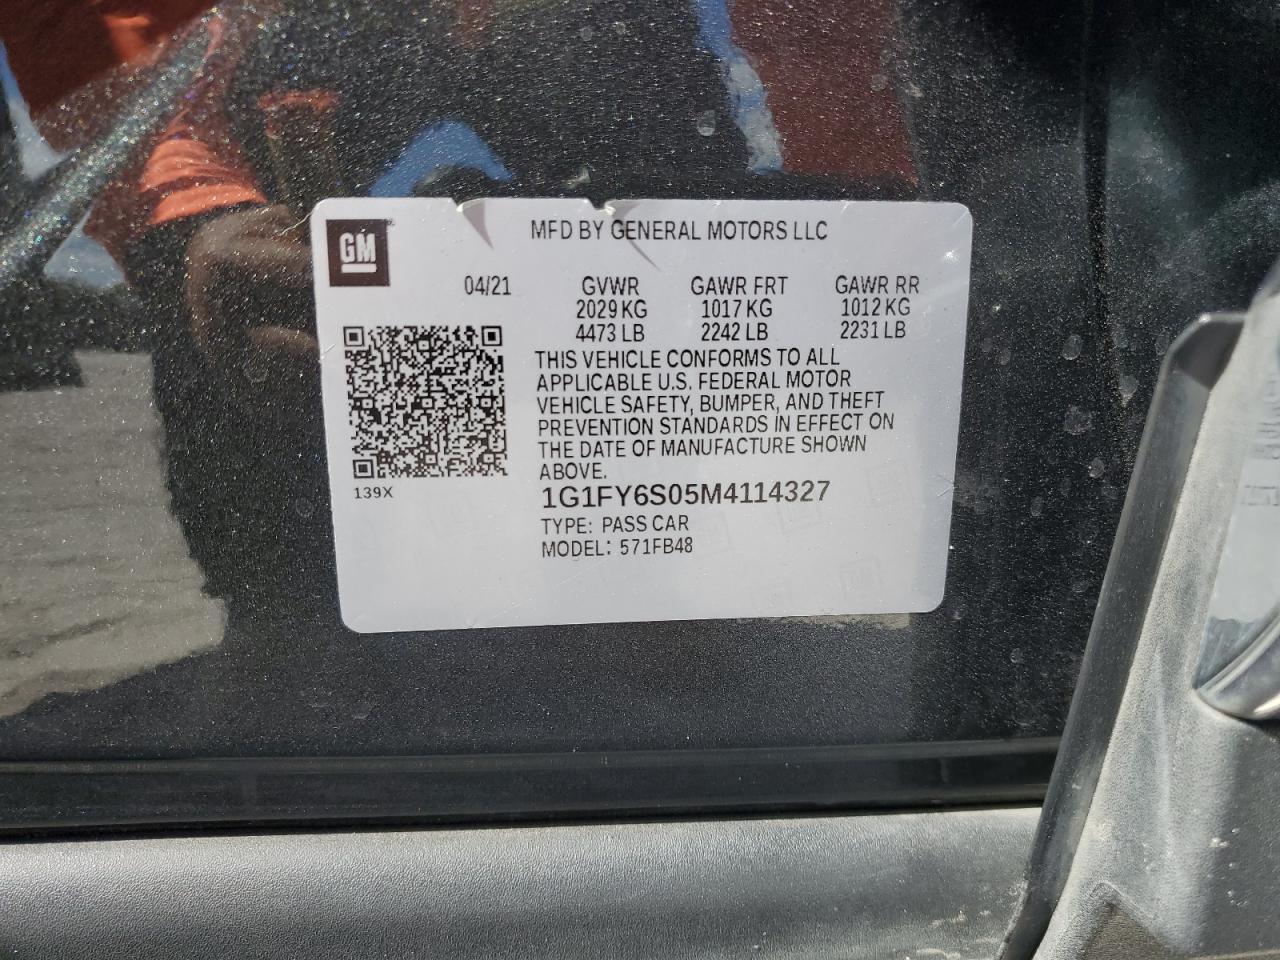 GM
MFD BY GENERAL MOTORS LLC
04/21 GVWR GAWR FRT GAWR RR
2029 KG 1017 KG 1012 KG
4473 LB 2242 LB 2231 LB
THIS VEHICLE CONFORMS TO ALL
APPLICABLE U.S. FEDERAL MOTOR
VEHICLE SAFETY, BUMPER, AND THEFT
PREVENTION STANDARDS IN EFFECT ON
THE DATE OF MANUFACTURE SHOWN
ABOVE.
139X
1G1FY6S05M4114327
TYPE: PASS CAR
MODEL: 571FB48